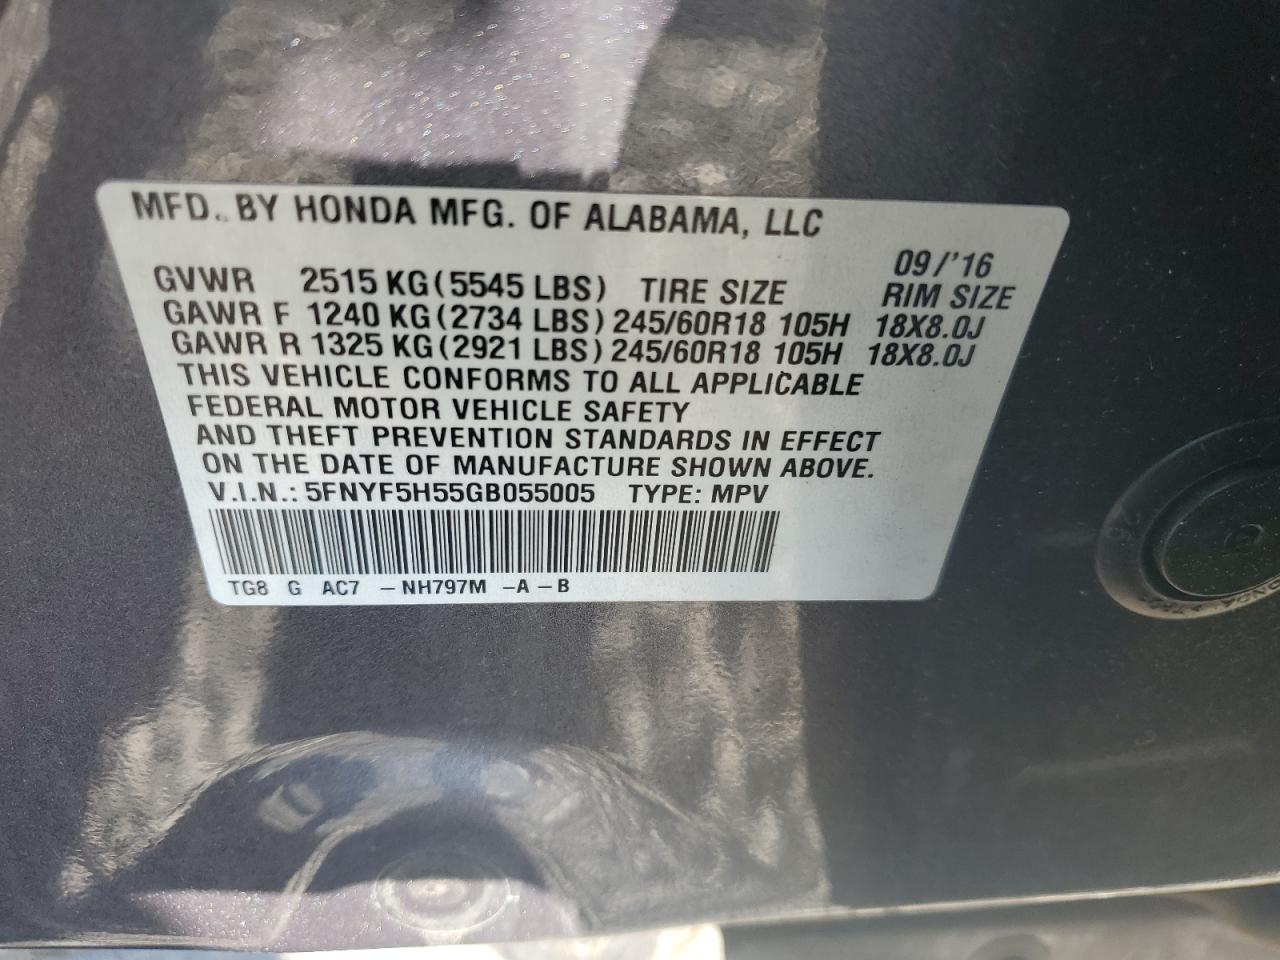 MFD. BY HONDA MFG. OF ALABAMA, LLC
09/'16
GVWR 2515 KG (5545 LBS) TIRE SIZE RIM SIZE
GAWR F 1240 KG (2734 LBS) 245/60R18 105H 18X8.0J
GAWR R 1325 KG (2921 LBS) 245/60R18 105H 18X8.0J
THIS VEHICLE CONFORMS TO ALL APPLICABLE
FEDERAL MOTOR VEHICLE SAFETY
AND THEFT PREVENTION STANDARDS IN EFFECT
ON THE DATE OF MANUFACTURE SHOWN ABOVE.
V.I.N.: 5FNYF5H55GB055005 TYPE: MPV
TG8 G AC7 – NH797M – A – B